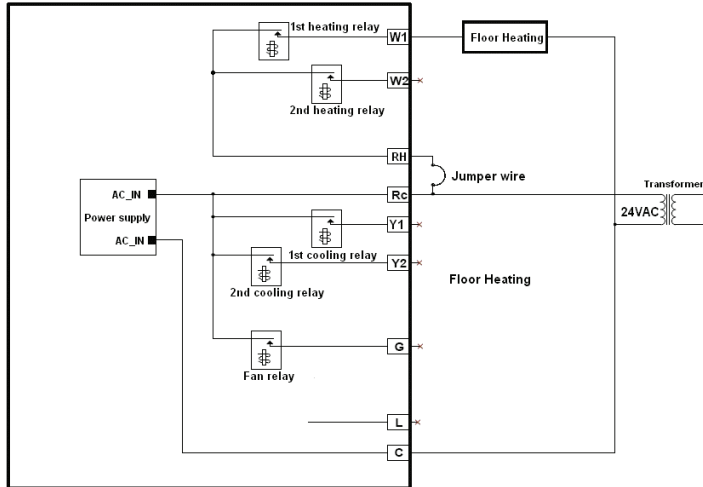 1st heating relay
W1
Floor Heating
W2
2nd heating relay
RH
Jumper wire
AC_IN
Rc
Transformer
Power supply
24VAC
Y1
AC_IN
1st cooling relay
Y2
2nd cooling relay
Floor Heating
G
Fan relay
L
C